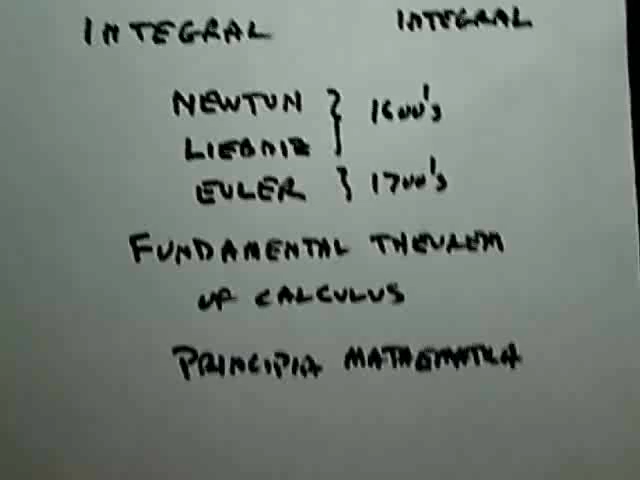 INTEGRAL INTEGRAL
NEWTON } 1600's
LIEBNIZ
EULER } 1700's
FUNDAMENTAL THEOREM
OF CALCULUS
PRINCIPIA MATHEMATICA